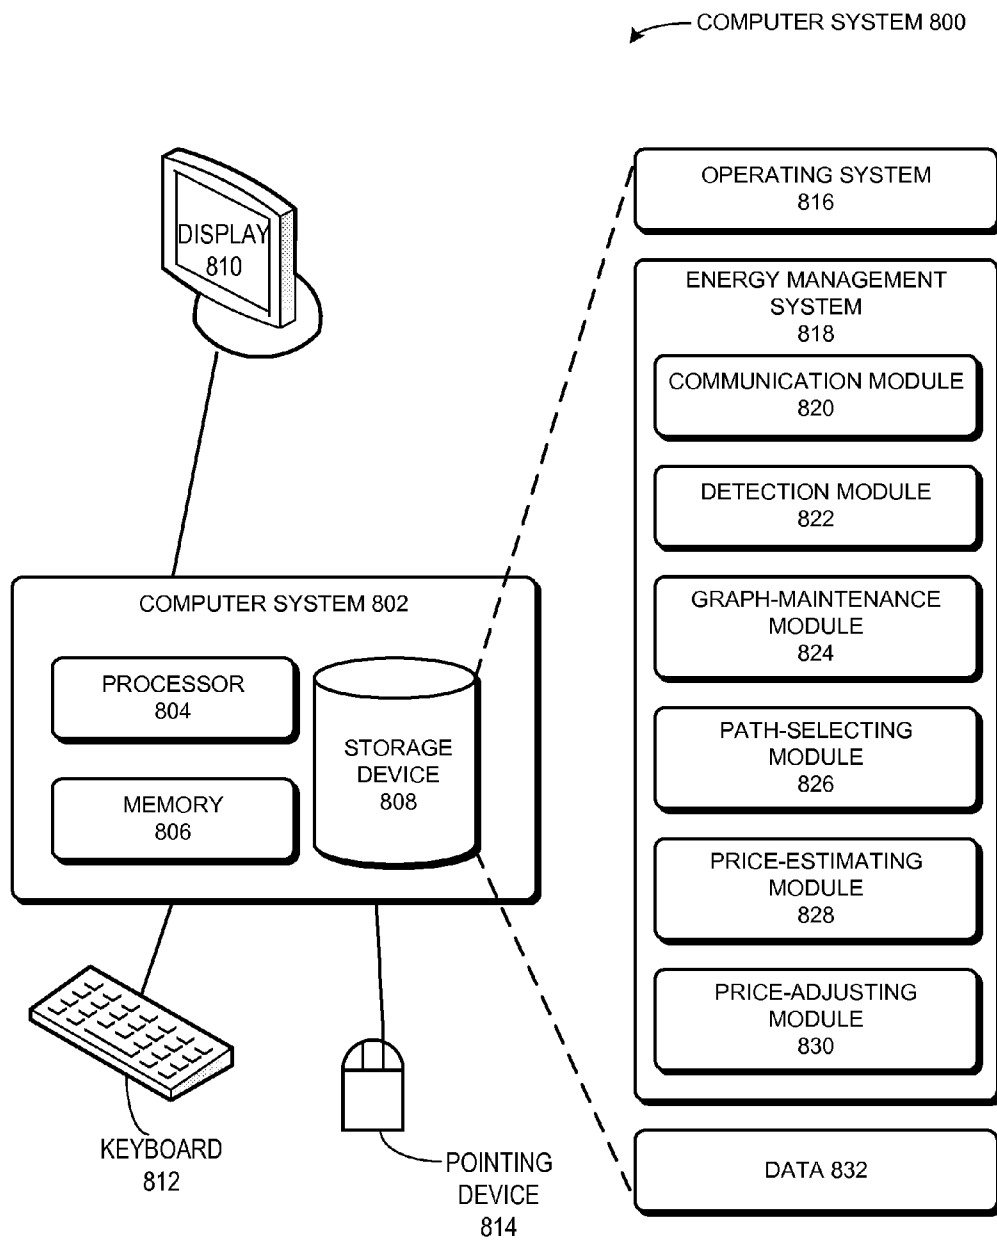 COMPUTER SYSTEM 800
DISPLAY
810
COMPUTER SYSTEM 802
PROCESSOR
804
MEMORY
806
STORAGE
DEVICE
808
KEYBOARD
812
POINTING
DEVICE
814
OPERATING SYSTEM
816
ENERGY MANAGEMENT
SYSTEM
818
COMMUNICATION MODULE
820
DETECTION MODULE
822
GRAPH-MAINTENANCE
MODULE
824
PATH-SELECTING
MODULE
826
PRICE-ESTIMATING
MODULE
828
PRICE-ADJUSTING
MODULE
830
DATA 832